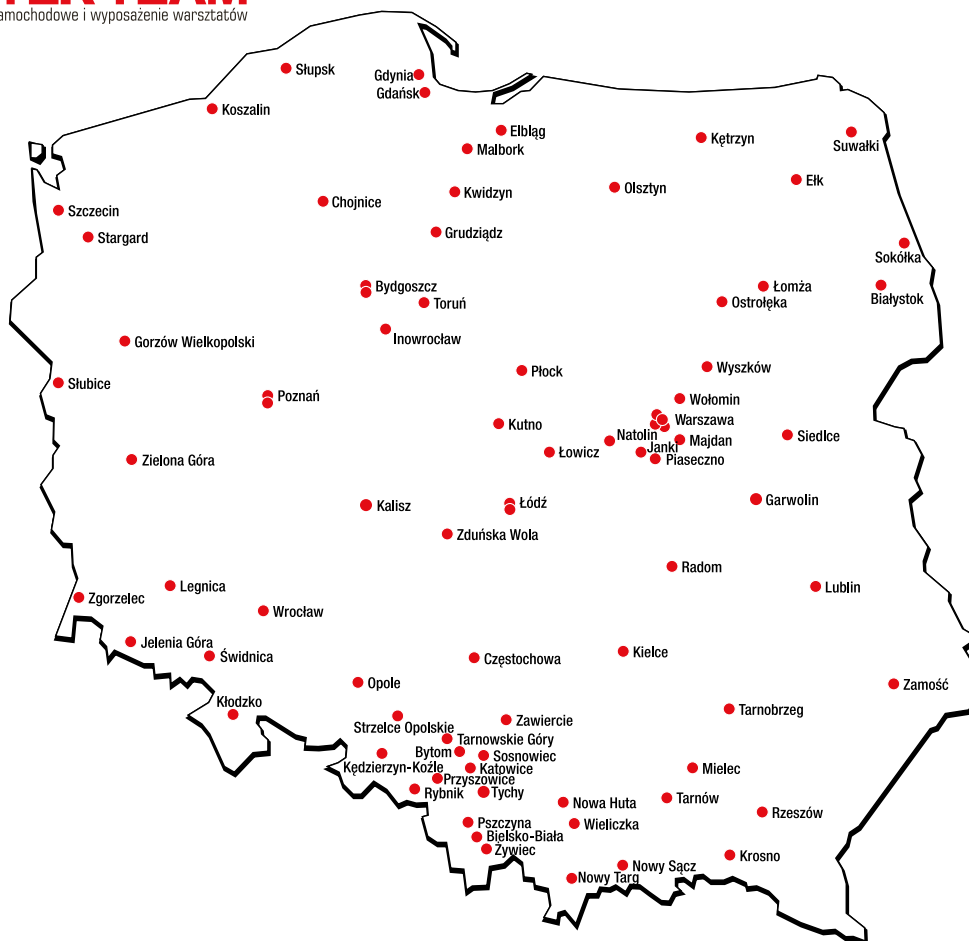 TEAM
amochodowe i wyposażenie warsztatów
Słupsk
Gdynia
Gdańsk
Koszalin
Elbląg
Kętrzyn
Suwałki
Malbork
Ełk
Olsztyn
Kwidzyn
Chojnice
Szczecin
Stargard
Grudziądz
Sokółka
Bydgoszcz
Łomża
Białystok
Toruń
Ostrołęka
Inowrocław
Gorzów Wielkopolski
Płock
Wyszków
Słubice
Poznań
Wołomin
Warszawa
Kutno
Natolin
Majdan
Siedlce
Janki
Łowicz
Piaseczno
Zielona Góra
Garwolin
Kalisz
Łódź
Zduńska Wola
Radom
Legnica
Lublin
Zgorzelec
Wrocław
Jelenia Góra
Świdnica
Częstochowa
Kielce
Opole
Zamość
Kłodzko
Tarnobrzeg
Strzelce Opolskie
Zawiercie
Tarnowskie Góry
Bytom
Sosnowiec
Kędzierzyn-Koźle
Katowice
Mielec
Przyszowice
Rybnik
Tychy
Nowa Huta
Tarnów
Rzeszów
Pszczyna
Wieliczka
Bielsko-Biała
Żywiec
Krosno
Nowy Sącz
Nowy Targ